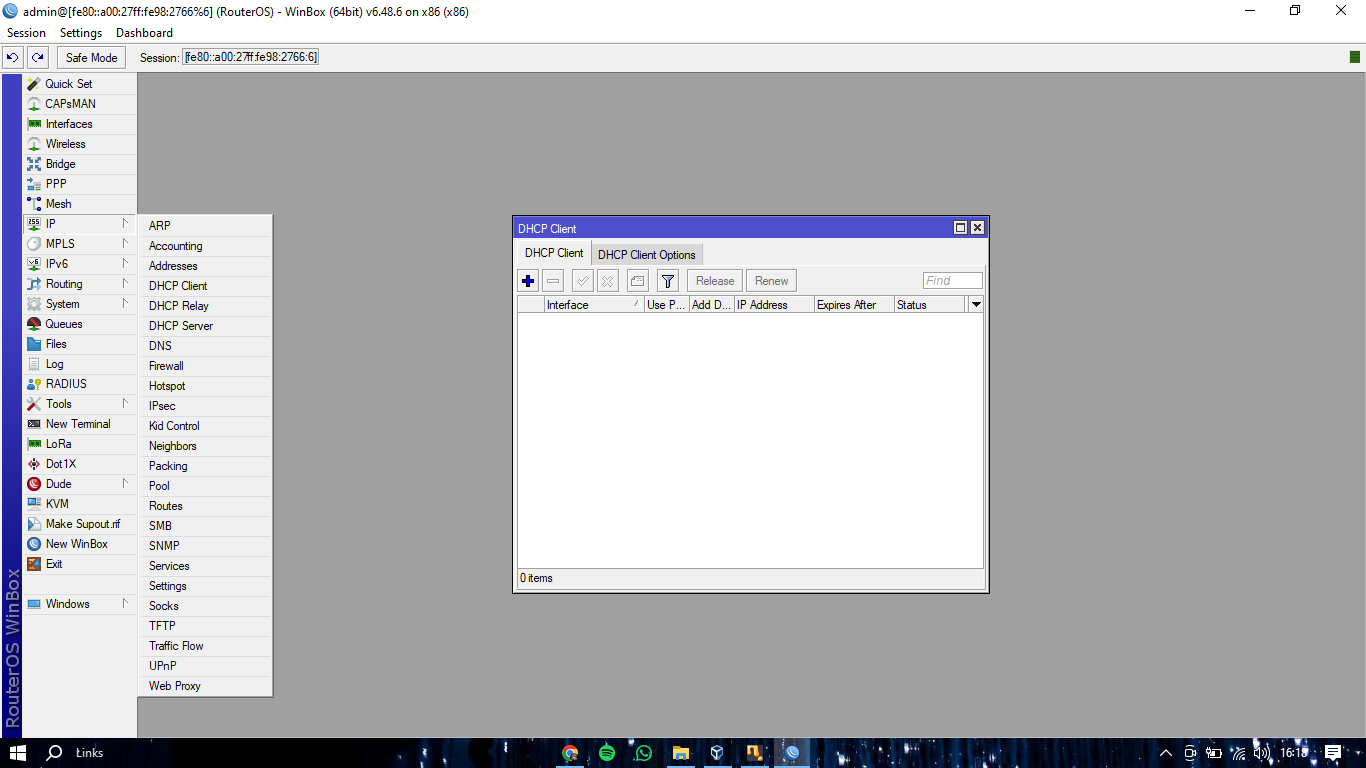 admin@[fe80::a00:27ff:fe98:2766%6] (RouterOS) - WinBox (64bit) v6.48.6 on x86 (x86)
Session Settings Dashboard
Safe Mode Session: [fe80::a00:27ff:fe98:2766:6]
Quick Set
CAPsMAN
Interfaces
Wireless
Bridge
PPP
Mesh
IP
MPLS
IPv6
Routing
System
Queues
Files
Log
RADIUS
Tools
New Terminal
LoRa
Dot1X
Dude
KVM
Make Supout.rif
New WinBox
Exit
Windows
RouterOS WinBox
ARP
Accounting
Addresses
DHCP Client
DHCP Relay
DHCP Server
DNS
Firewall
Hotspot
IPsec
Kid Control
Neighbors
Packing
Pool
Routes
SMB
SNMP
Services
Settings
Socks
TFTP
Traffic Flow
UPnP
Web Proxy
DHCP Client
DHCP Client DHCP Client Options
Release Renew Find
Interface Use P... Add D... IP Address Expires After Status
0 items
Łinks 16:18